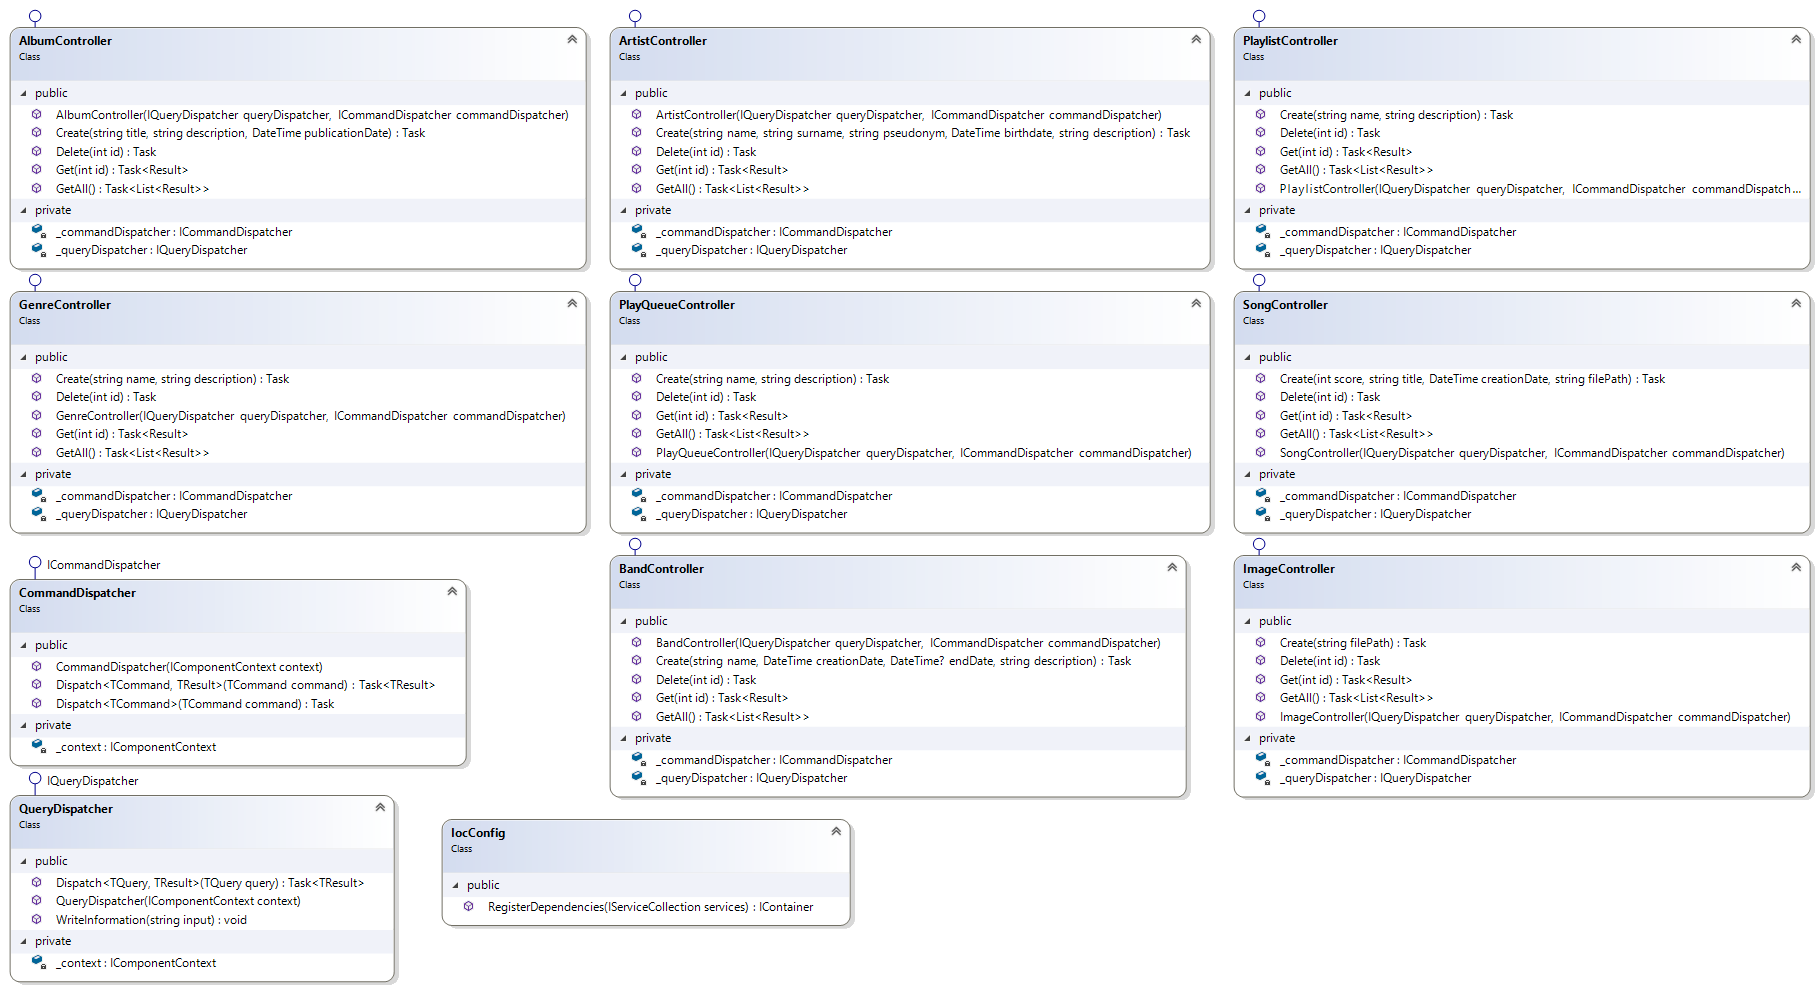 AlbumController
Class
public
AlbumController(IQueryDispatcher queryDispatcher, ICommandDispatcher commandDispatcher)
Create(string title, string description, DateTime publicationDate) : Task
Delete(int id) : Task
Get(int id) : Task<Result>
GetAll() : Task<List<Result>>
private
_commandDispatcher : ICommandDispatcher
_queryDispatcher : IQueryDispatcher
ArtistController
Class
public
ArtistController(IQueryDispatcher queryDispatcher, ICommandDispatcher commandDispatcher)
Create(string name, string surname, string pseudonym, DateTime birthdate, string description) : Task
Delete(int id) : Task
Get(int id) : Task<Result>
GetAll() : Task<List<Result>>
private
_commandDispatcher : ICommandDispatcher
_queryDispatcher : IQueryDispatcher
PlaylistController
Class
public
Create(string name, string description) : Task
Delete(int id) : Task
Get(int id) : Task<Result>
GetAll() : Task<List<Result>>
PlaylistController(IQueryDispatcher queryDispatcher, ICommandDispatcher commandDispatch...
private
_commandDispatcher : ICommandDispatcher
_queryDispatcher : IQueryDispatcher
GenreController
Class
public
Create(string name, string description) : Task
Delete(int id) : Task
GenreController(IQueryDispatcher queryDispatcher, ICommandDispatcher commandDispatcher)
Get(int id) : Task<Result>
GetAll() : Task<List<Result>>
private
_commandDispatcher : ICommandDispatcher
_queryDispatcher : IQueryDispatcher
PlayQueueController
Class
public
Create(string name, string description) : Task
Delete(int id) : Task
Get(int id) : Task<Result>
GetAll() : Task<List<Result>>
PlayQueueController(IQueryDispatcher queryDispatcher, ICommandDispatcher commandDispatcher)
private
_commandDispatcher : ICommandDispatcher
_queryDispatcher : IQueryDispatcher
SongController
Class
public
Create(int score, string title, DateTime creationDate, string filePath) : Task
Delete(int id) : Task
Get(int id) : Task<Result>
GetAll() : Task<List<Result>>
SongController(IQueryDispatcher queryDispatcher, ICommandDispatcher commandDispatcher)
private
_commandDispatcher : ICommandDispatcher
_queryDispatcher : IQueryDispatcher
ICommandDispatcher
CommandDispatcher
Class
public
CommandDispatcher(IComponentContext context)
Dispatch<TCommand, TResult>(TCommand command) : Task<TResult>
Dispatch<TCommand>(TCommand command) : Task
private
_context : IComponentContext
BandController
Class
public
BandController(IQueryDispatcher queryDispatcher, ICommandDispatcher commandDispatcher)
Create(string name, DateTime creationDate, DateTime? endDate, string description) : Task
Delete(int id) : Task
Get(int id) : Task<Result>
GetAll() : Task<List<Result>>
private
_commandDispatcher : ICommandDispatcher
_queryDispatcher : IQueryDispatcher
ImageController
Class
public
Create(string filePath) : Task
Delete(int id) : Task
Get(int id) : Task<Result>
GetAll() : Task<List<Result>>
ImageController(IQueryDispatcher queryDispatcher, ICommandDispatcher commandDispatcher)
private
_commandDispatcher : ICommandDispatcher
_queryDispatcher : IQueryDispatcher
IQueryDispatcher
QueryDispatcher
Class
public
Dispatch<TQuery, TResult>(TQuery query) : Task<TResult>
QueryDispatcher(IComponentContext context)
WriteInformation(string input) : void
private
_context : IComponentContext
IocConfig
Class
public
RegisterDependencies(IServiceCollection services) : IContainer